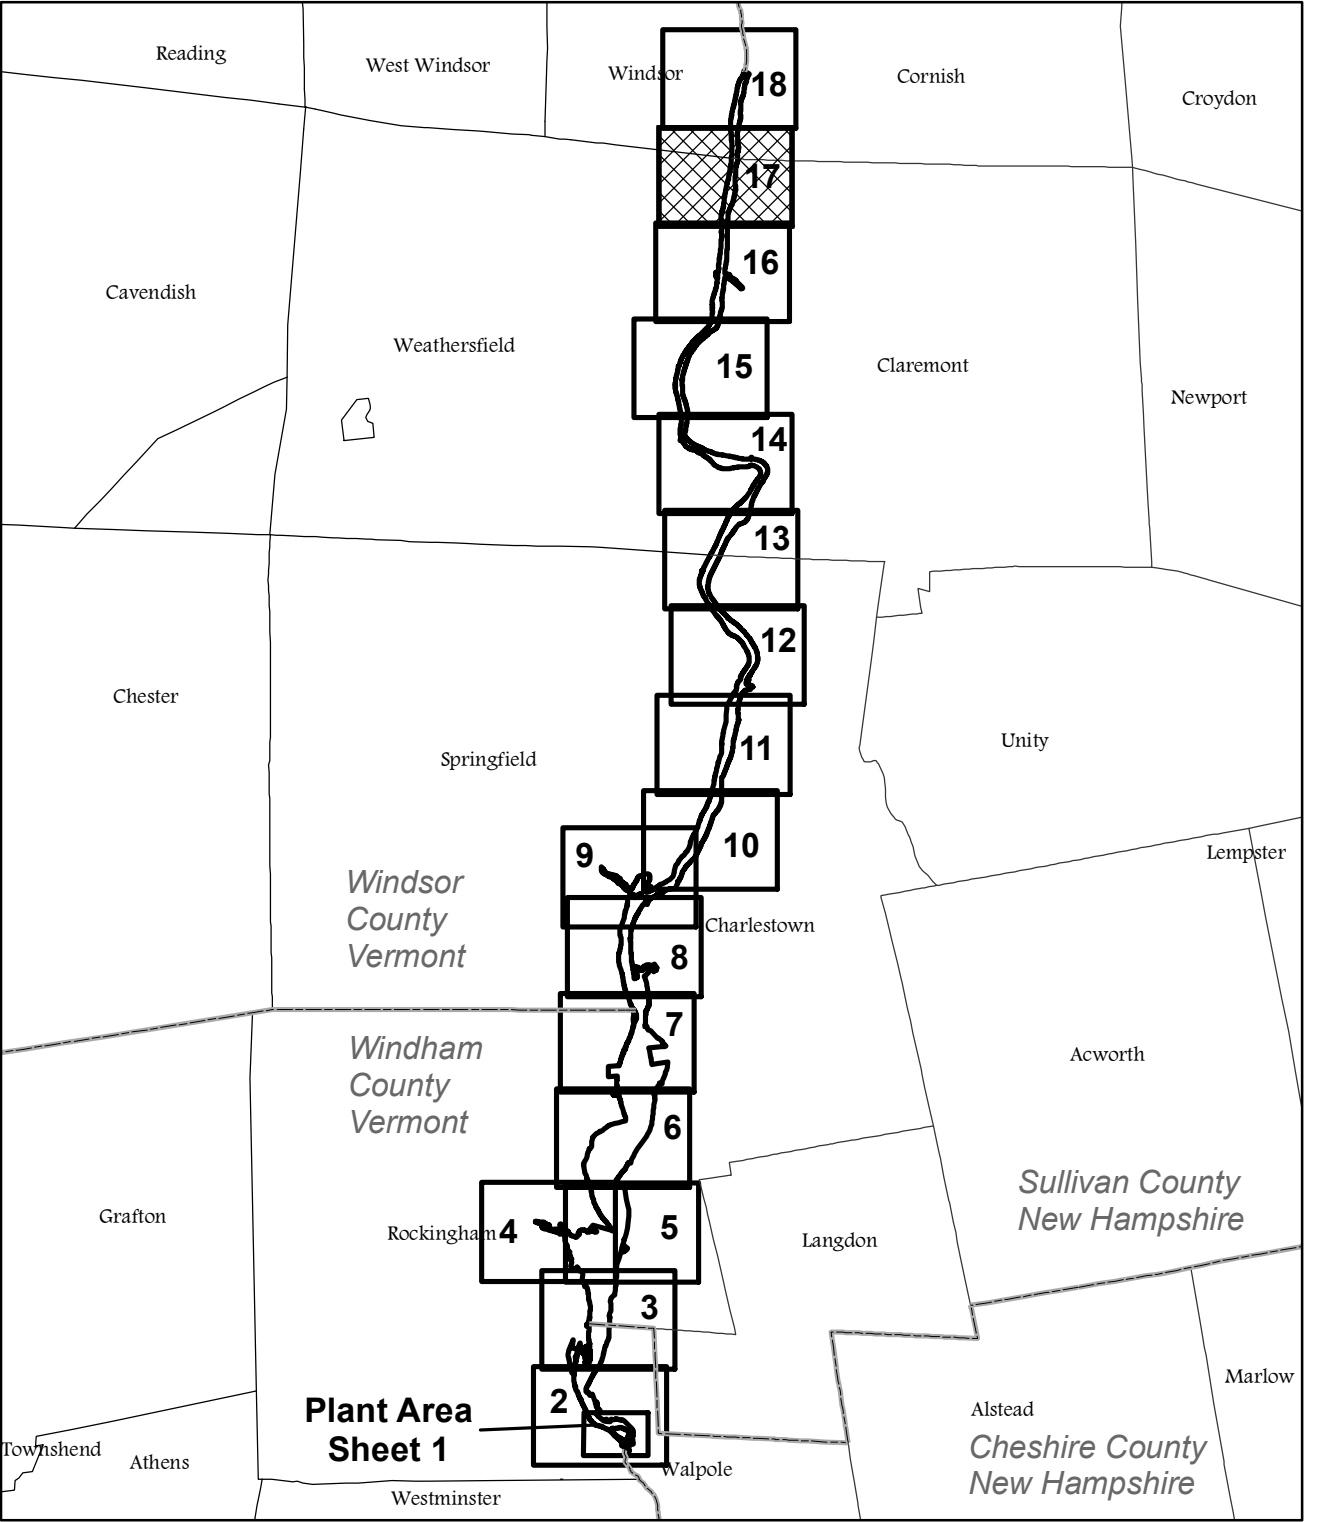 Reading
West Windsor
Windsor
Cornish
Croydon
18
17
16
Cavendish
Weathersfield
15
Claremont
Newport
14
13
12
Chester
Springfield
11
Unity
10
9
Lempster
Windsor
County
Vermont
Charlestown
8
7
Windham
County
Vermont
Acworth
6
Sullivan County
New Hampshire
Grafton
Rockingham
4
5
Langdon
3
Marlow
2
Plant Area
Sheet 1
Alstead
Cheshire County
New Hampshire
Townshend
Athens
Walpole
Westminster